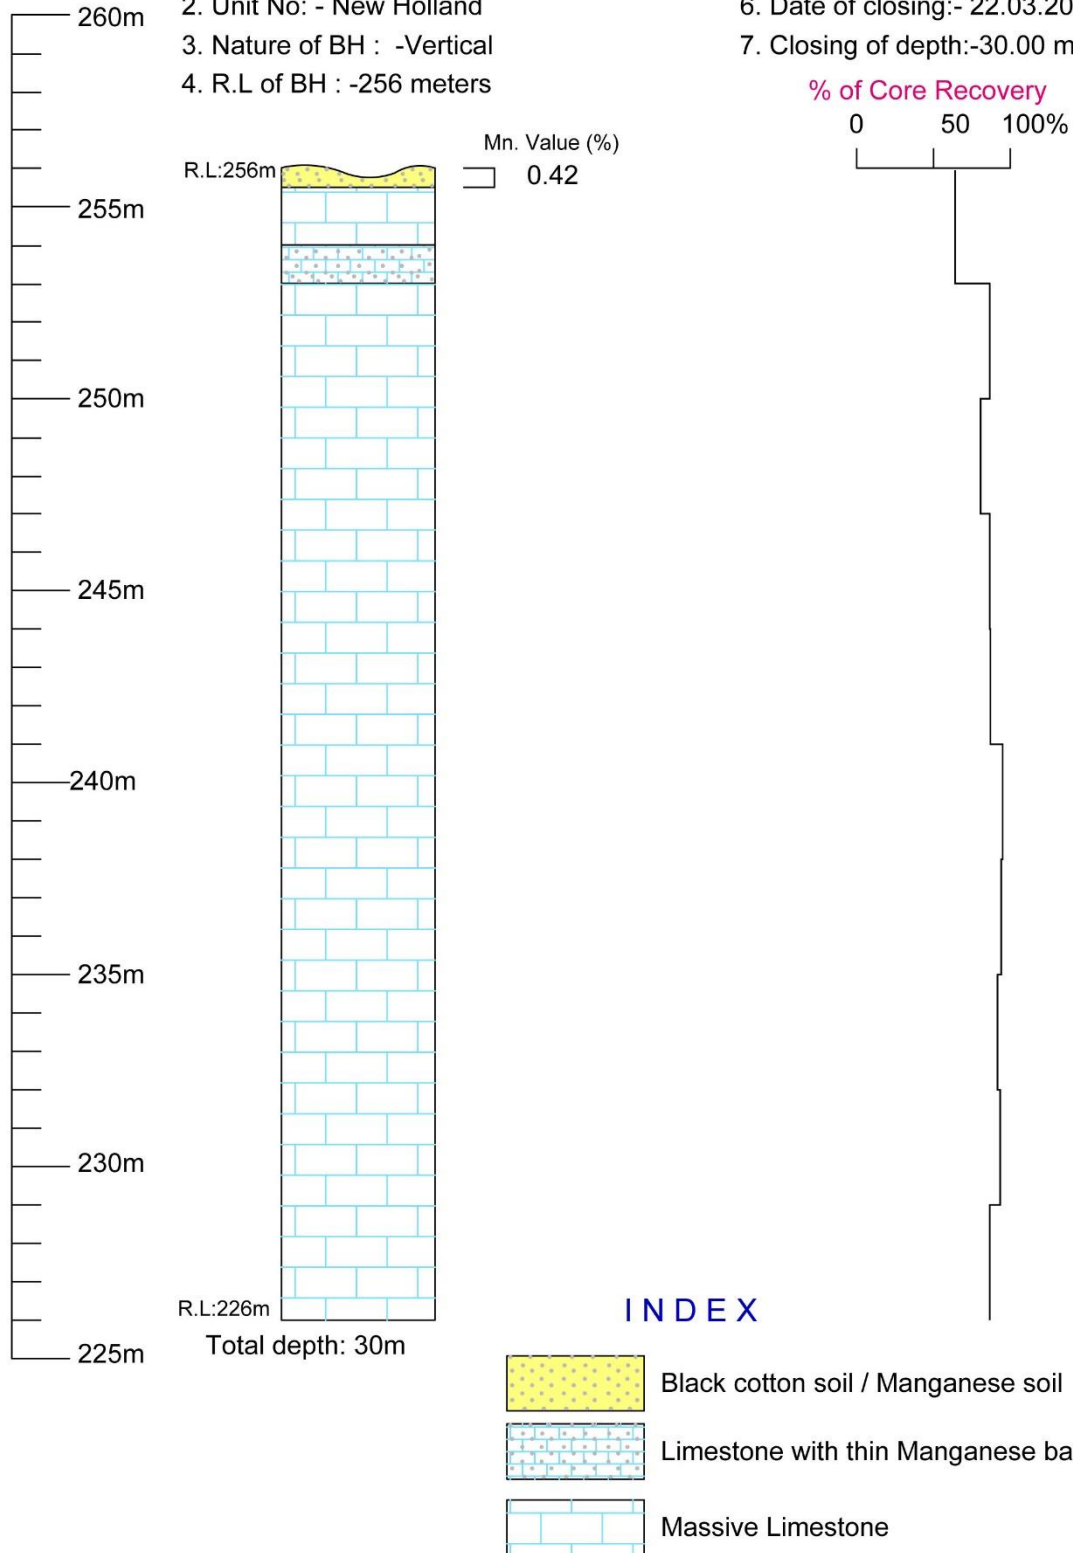 260m
2. Unit No: - New Holland
3. Nature of BH : -Vertical
4. R.L of BH : -256 meters
6. Date of closing:- 22.03.20
7. Closing of depth:-30.00 m
% of Core Recovery
0 50 100%
Mn. Value (%)
R.L:256m
0.42
255m
250m
245m
240m
235m
230m
R.L:226m
Total depth: 30m
225m
INDEX
Black cotton soil / Manganese soil
Limestone with thin Manganese ba
Massive Limestone